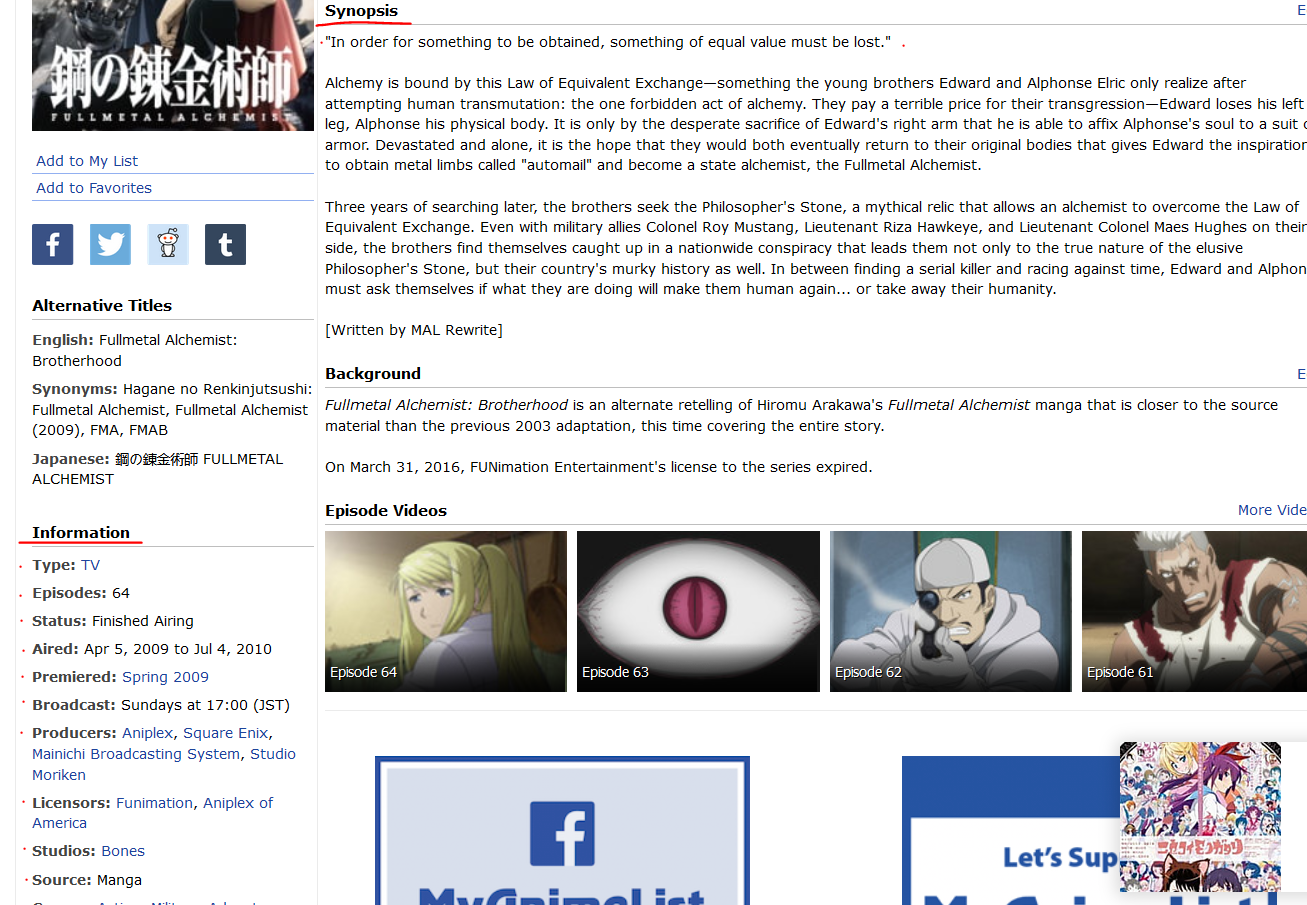 鋼の錬金術師
FULLMETAL ALCHEMIST
Add to My List
Add to Favorites
f
t
Alternative Titles
English: Fullmetal Alchemist:
Brotherhood
Synonyms: Hagane no Renkinjutsushi:
Fullmetal Alchemist, Fullmetal Alchemist
(2009), FMA, FMAB
Japanese: 鋼の錬金術師 FULLMETAL
ALCHEMIST
Information
Type: TV
Episodes: 64
Status: Finished Airing
Aired: Apr 5, 2009 to Jul 4, 2010
Premiered: Spring 2009
Broadcast: Sundays at 17:00 (JST)
Producers: Aniplex, Square Enix,
Mainichi Broadcasting System, Studio
Moriken
Licensors: Funimation, Aniplex of
America
Studios: Bones
Source: Manga
Synopsis
E
"In order for something to be obtained, something of equal value must be lost."
Alchemy is bound by this Law of Equivalent Exchange—something the young brothers Edward and Alphonse Elric only realize after
attempting human transmutation: the one forbidden act of alchemy. They pay a terrible price for their transgression—Edward loses his left
leg, Alphonse his physical body. It is only by the desperate sacrifice of Edward's right arm that he is able to affix Alphonse's soul to a suit
armor. Devastated and alone, it is the hope that they would both eventually return to their original bodies that gives Edward the inspiration
to obtain metal limbs called "automail" and become a state alchemist, the Fullmetal Alchemist.
Three years of searching later, the brothers seek the Philosopher's Stone, a mythical relic that allows an alchemist to overcome the Law of
Equivalent Exchange. Even with military allies Colonel Roy Mustang, Lieutenant Riza Hawkeye, and Lieutenant Colonel Maes Hughes on their
side, the brothers find themselves caught up in a nationwide conspiracy that leads them not only to the true nature of the elusive
Philosopher's Stone, but their country's murky history as well. In between finding a serial killer and racing against time, Edward and Alphon
must ask themselves if what they are doing will make them human again... or take away their humanity.
[Written by MAL Rewrite]
Background
E
Fullmetal Alchemist: Brotherhood is an alternate retelling of Hiromu Arakawa's Fullmetal Alchemist manga that is closer to the source
material than the previous 2003 adaptation, this time covering the entire story.
On March 31, 2016, FUNimation Entertainment's license to the series expired.
Episode Videos
More Vide
Episode 64
Episode 63
Episode 62
Episode 61
f
MyAnimeList
Let's Sup